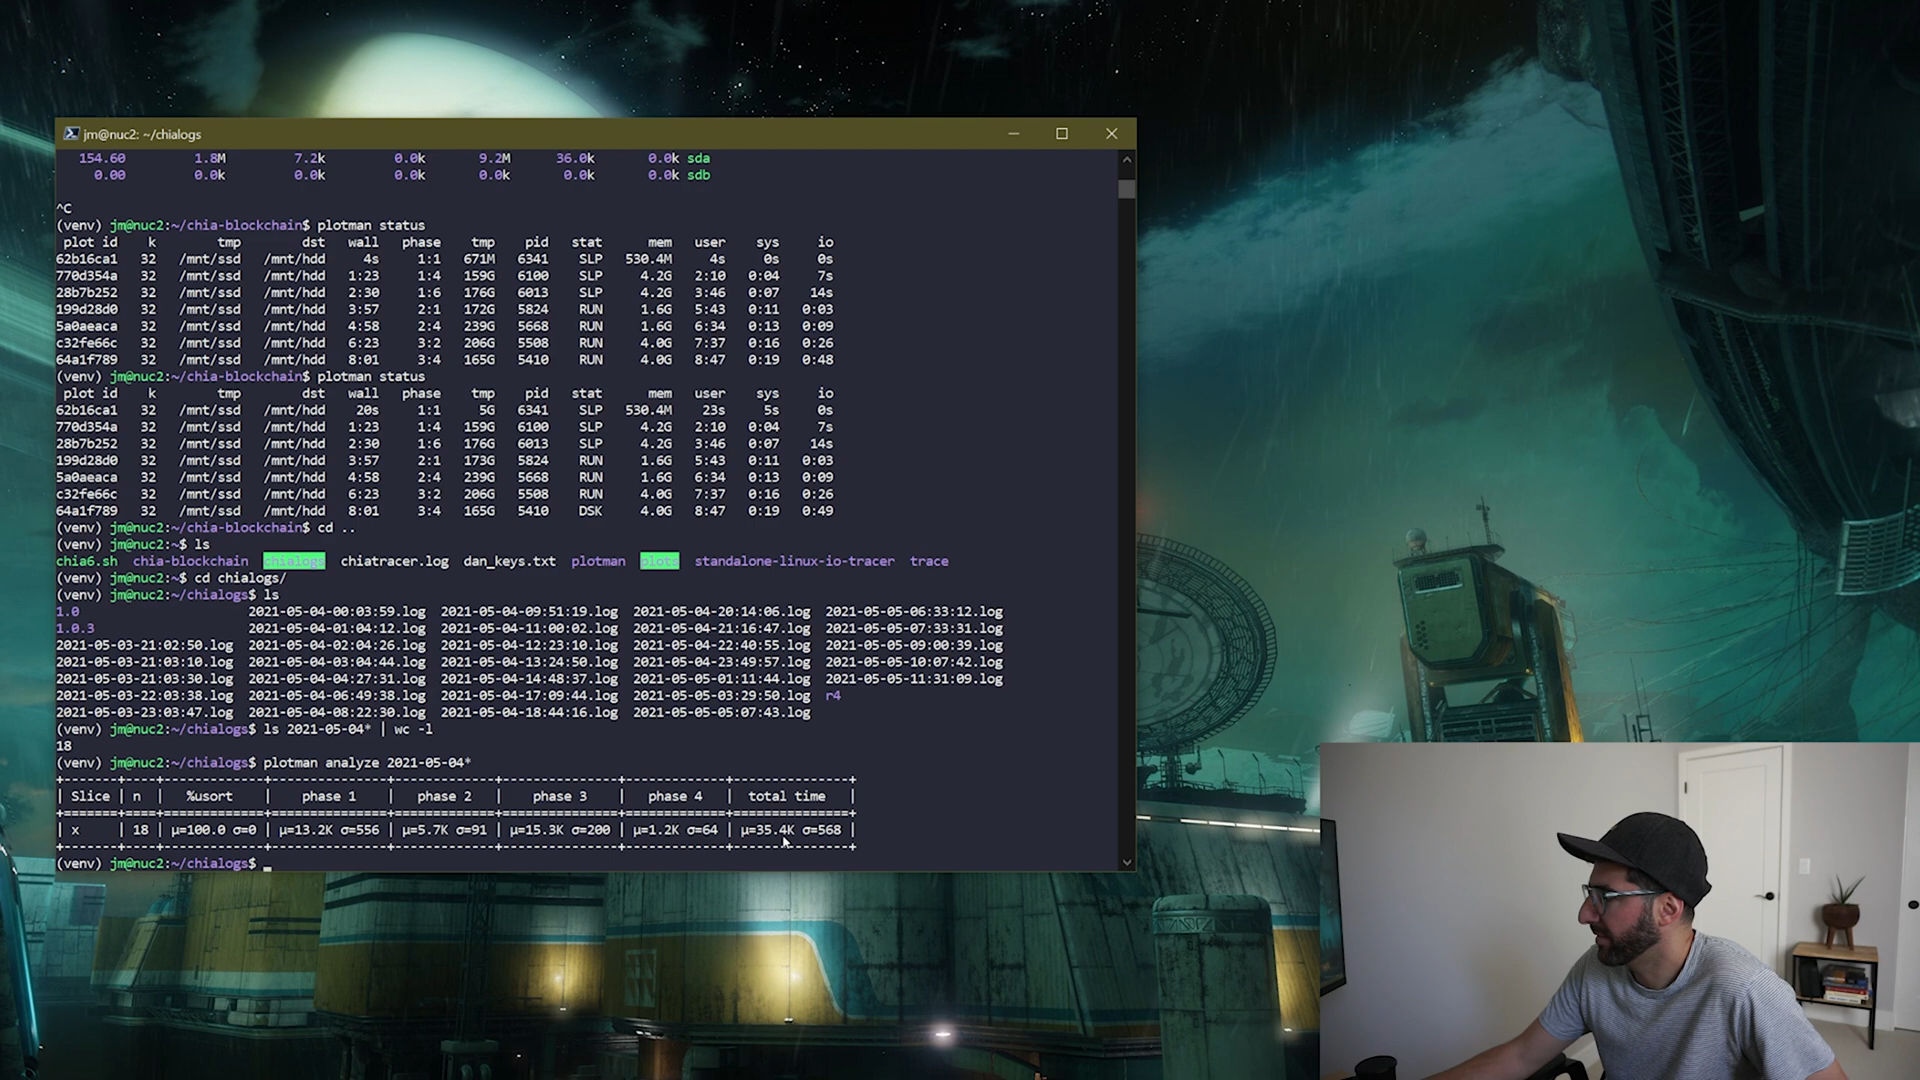 jm@nuc2: ~/chialogs
154.60 1.8M 7.2k 0.0k 9.2M 36.0k 0.0k sda
0.00 0.0k 0.0k 0.0k 0.0k 0.0k 0.0k sdb
^C
(venv) jm@nuc2:~/chia-blockchain$ plotman status
plot id k tmp dst wall phase tmp pid stat mem user sys io
62b16ca1 32 /mnt/ssd /mnt/hdd 4s 1:1 671M 6341 SLP 530.4M 4s 0s 0s
770d354a 32 /mnt/ssd /mnt/hdd 1:23 1:4 159G 6100 SLP 4.2G 2:10 0:04 7s
28b7b252 32 /mnt/ssd /mnt/hdd 2:30 1:6 176G 6013 SLP 4.2G 3:46 0:07 14s
199d28d0 32 /mnt/ssd /mnt/hdd 3:57 2:1 172G 5824 RUN 1.6G 5:43 0:11 0:03
5a0aeaca 32 /mnt/ssd /mnt/hdd 4:58 2:4 239G 5668 RUN 1.6G 6:34 0:13 0:09
c32fe66c 32 /mnt/ssd /mnt/hdd 6:23 3:2 206G 5508 RUN 4.0G 7:37 0:16 0:26
64a1f789 32 /mnt/ssd /mnt/hdd 8:01 3:4 165G 5410 RUN 4.0G 8:47 0:19 0:48
(venv) jm@nuc2:~/chia-blockchain$ plotman status
plot id k tmp dst wall phase tmp pid stat mem user sys io
62b16ca1 32 /mnt/ssd /mnt/hdd 20s 1:1 5G 6341 SLP 530.4M 23s 5s 0s
770d354a 32 /mnt/ssd /mnt/hdd 1:23 1:4 159G 6100 SLP 4.2G 2:10 0:04 7s
28b7b252 32 /mnt/ssd /mnt/hdd 2:30 1:6 176G 6013 SLP 4.2G 3:46 0:07 14s
199d28d0 32 /mnt/ssd /mnt/hdd 3:57 2:1 173G 5824 RUN 1.6G 5:43 0:11 0:03
5a0aeaca 32 /mnt/ssd /mnt/hdd 4:58 2:4 239G 5668 RUN 1.6G 6:34 0:13 0:09
c32fe66c 32 /mnt/ssd /mnt/hdd 6:23 3:2 206G 5508 RUN 4.0G 7:37 0:16 0:26
64a1f789 32 /mnt/ssd /mnt/hdd 8:01 3:4 165G 5410 DSK 4.0G 8:47 0:19 0:49
(venv) jm@nuc2:~/chia-blockchain$ cd ..
(venv) jm@nuc2:~$ ls
chia6.sh chia-blockchain chialogs chiatracer.log dan_keys.txt plotman plots standalone-linux-io-tracer trace
(venv) jm@nuc2:~$ cd chialogs/
(venv) jm@nuc2:~/chialogs$ ls
1.0 2021-05-04-00:03:59.log 2021-05-04-09:51:19.log 2021-05-04-20:14:06.log 2021-05-05-06:33:12.log
1.0.3 2021-05-04-01:04:12.log 2021-05-04-11:00:02.log 2021-05-04-21:16:47.log 2021-05-05-07:33:31.log
2021-05-03-21:02:50.log 2021-05-04-02:04:26.log 2021-05-04-12:23:10.log 2021-05-04-22:40:55.log 2021-05-05-09:00:39.log
2021-05-03-21:03:10.log 2021-05-04-03:04:44.log 2021-05-04-13:24:50.log 2021-05-04-23:49:57.log 2021-05-05-10:07:42.log
2021-05-03-21:03:30.log 2021-05-04-04:27:31.log 2021-05-04-14:48:37.log 2021-05-05-01:11:44.log 2021-05-05-11:31:09.log
2021-05-03-22:03:38.log 2021-05-04-06:49:38.log 2021-05-04-17:09:44.log 2021-05-05-03:29:50.log r4
2021-05-03-23:03:47.log 2021-05-04-08:22:30.log 2021-05-04-18:44:16.log 2021-05-05-05:07:43.log
(venv) jm@nuc2:~/chialogs$ ls 2021-05-04* | wc -l
18
(venv) jm@nuc2:~/chialogs$ plotman analyze 2021-05-04*
| Slice | n | %usort | phase 1 | phase 2 | phase 3 | phase 4 | total time |
| x | 18 | μ=100.0 σ=0 | μ=13.2K σ=556 | μ=5.7K σ=91 | μ=15.3K σ=200 | μ=1.2K σ=64 | μ=35.4K σ=568 |
(venv) jm@nuc2:~/chialogs$